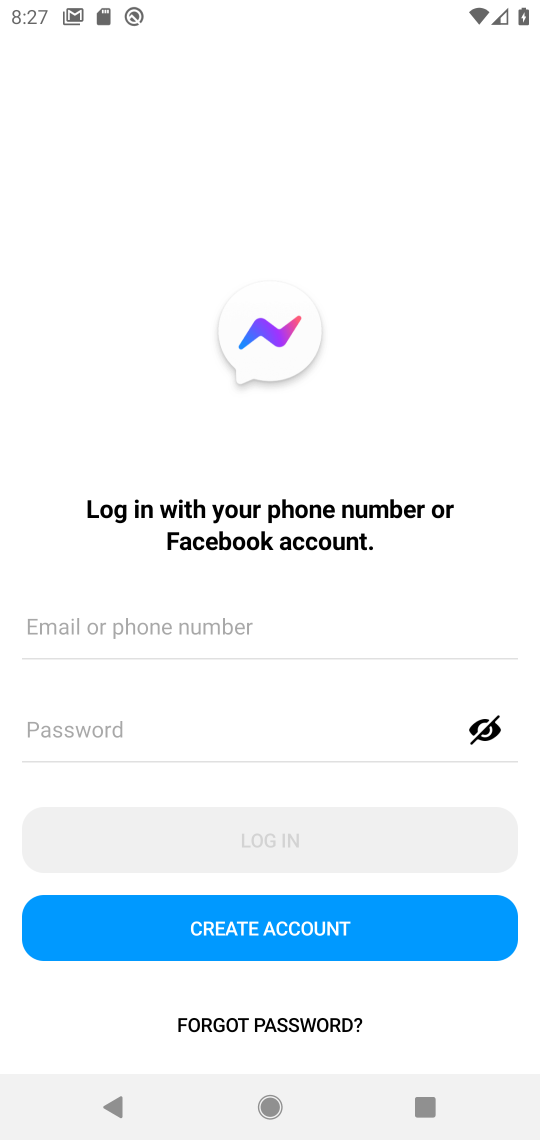 8:27
Log in with your phone number or
Facebook account.
Email or phone number
Password
LOG IN
CREATE ACCOUNT
FORGOT PASSWORD?